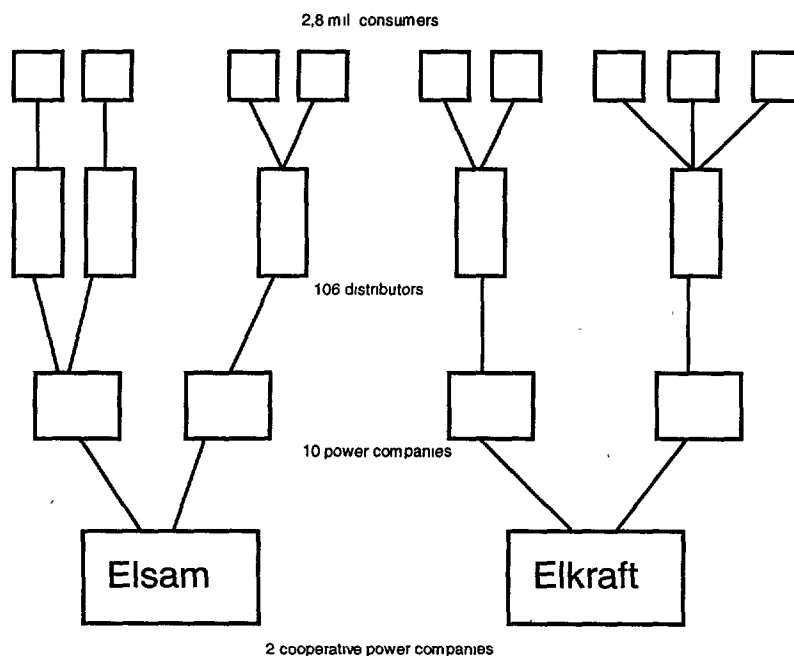 2,8 mil consumers
106 distributors
10 power companies
Elsam
Elkraft
2 cooperative power companies